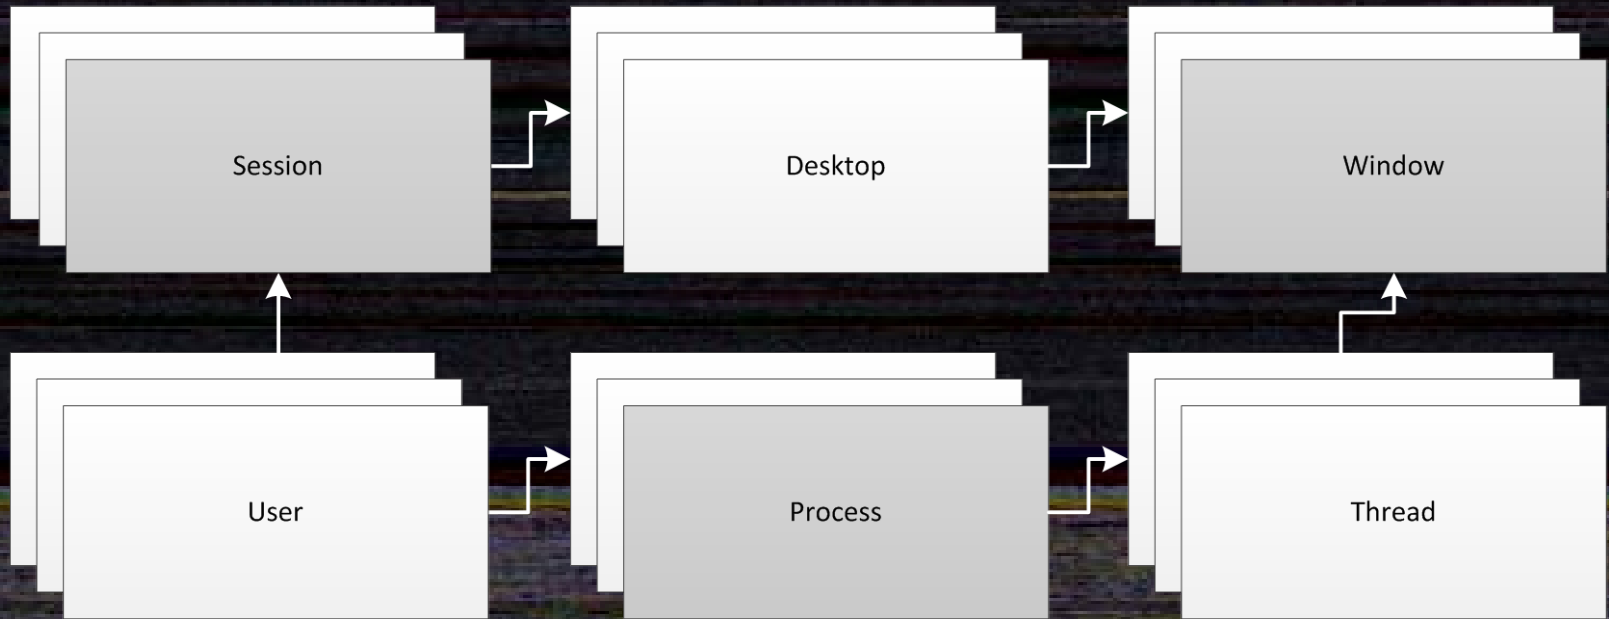 Session
Desktop
Window
User
Process
Thread